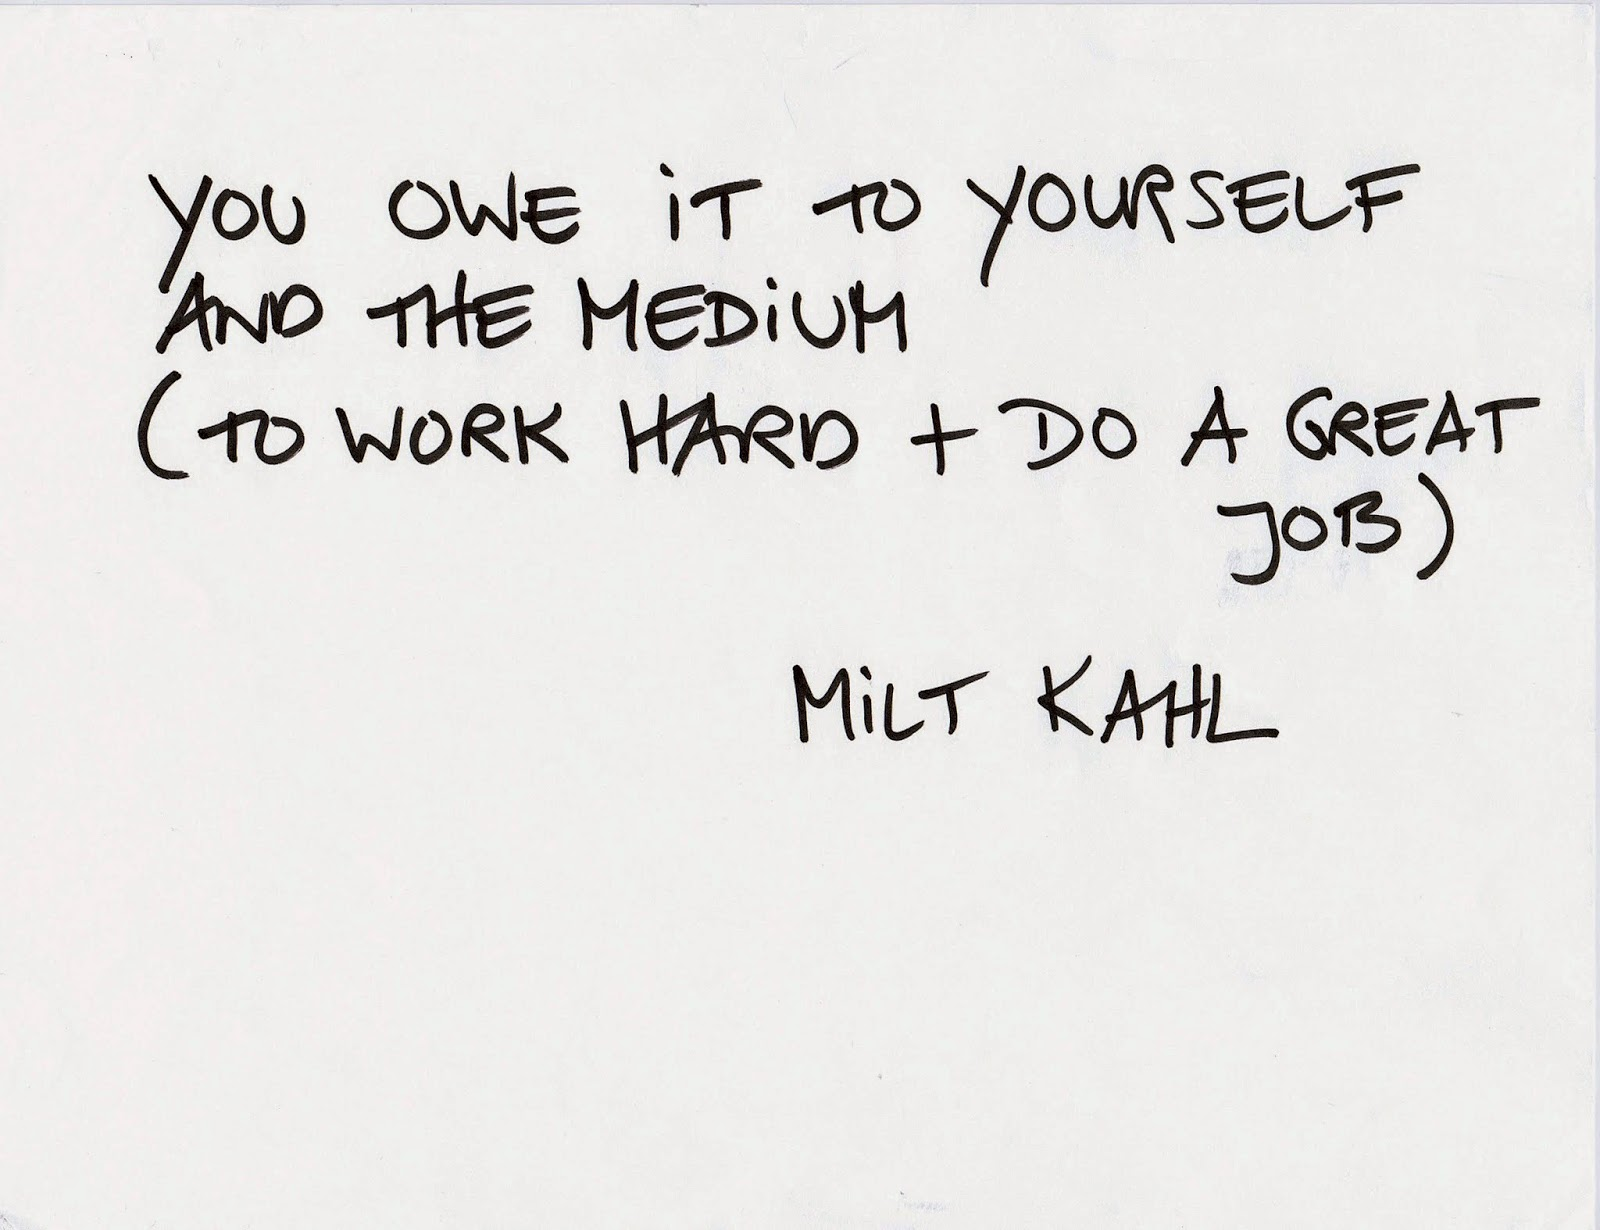 YOU OWE iT TO YOURSELF
AND THE MEDiUM
(TO WORK HARD + DO A GREAT
JOB)
MiLT KAHL